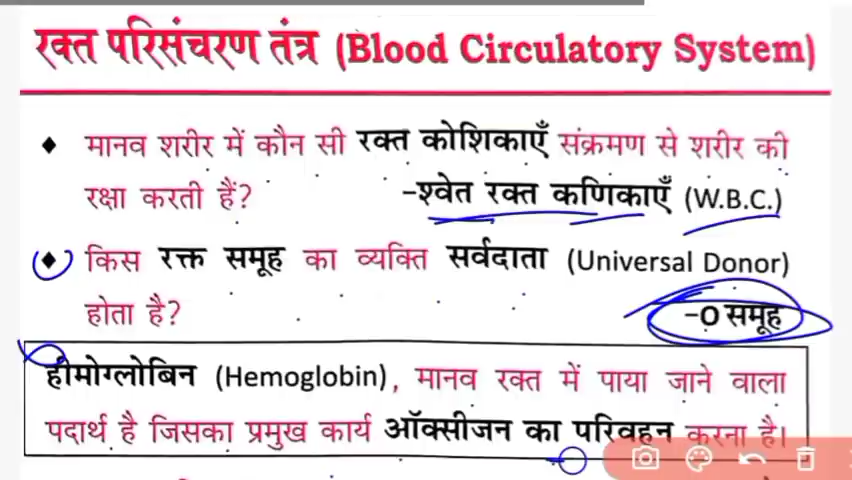 रक्त परिसंचरण तंत्र (Blood Circulatory System)
♦ मानव शरीर में कौन सी रक्त कोशिकाएँ संक्रमण से शरीर की
रक्षा करती हैं? -श्वेत रक्त कणिकाएँ (W.B.C.)
♦ किस रक्त समूह का व्यक्ति सर्वदाता (Universal Donor)
होता है? -O समूह
हीमोग्लोबिन (Hemoglobin), मानव रक्त में पाया जाने वाला
पदार्थ है जिसका प्रमुख कार्य ऑक्सीजन का परिवहन करना है।